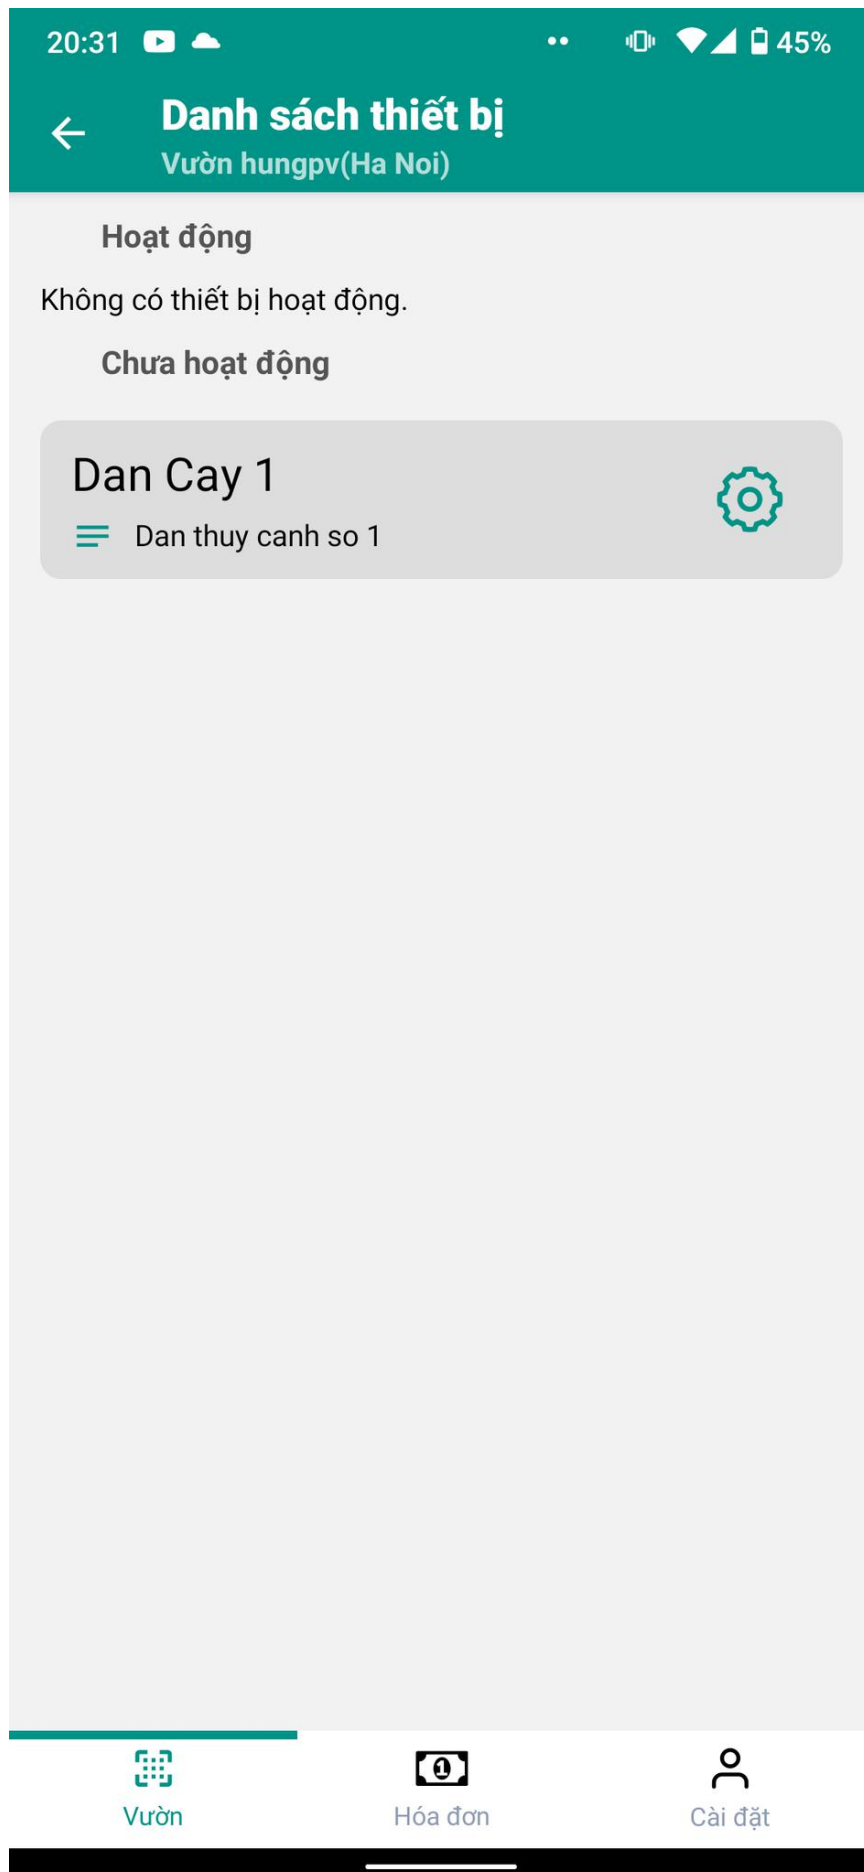 20:31
45%
Danh sách thiết bị
Vườn hungpv(Ha Noi)
Hoạt động
Không có thiết bị hoạt động.
Chưa hoạt động
Dan Cay 1
Dan thuy canh so 1
Vườn
Hóa đơn
Cài đặt